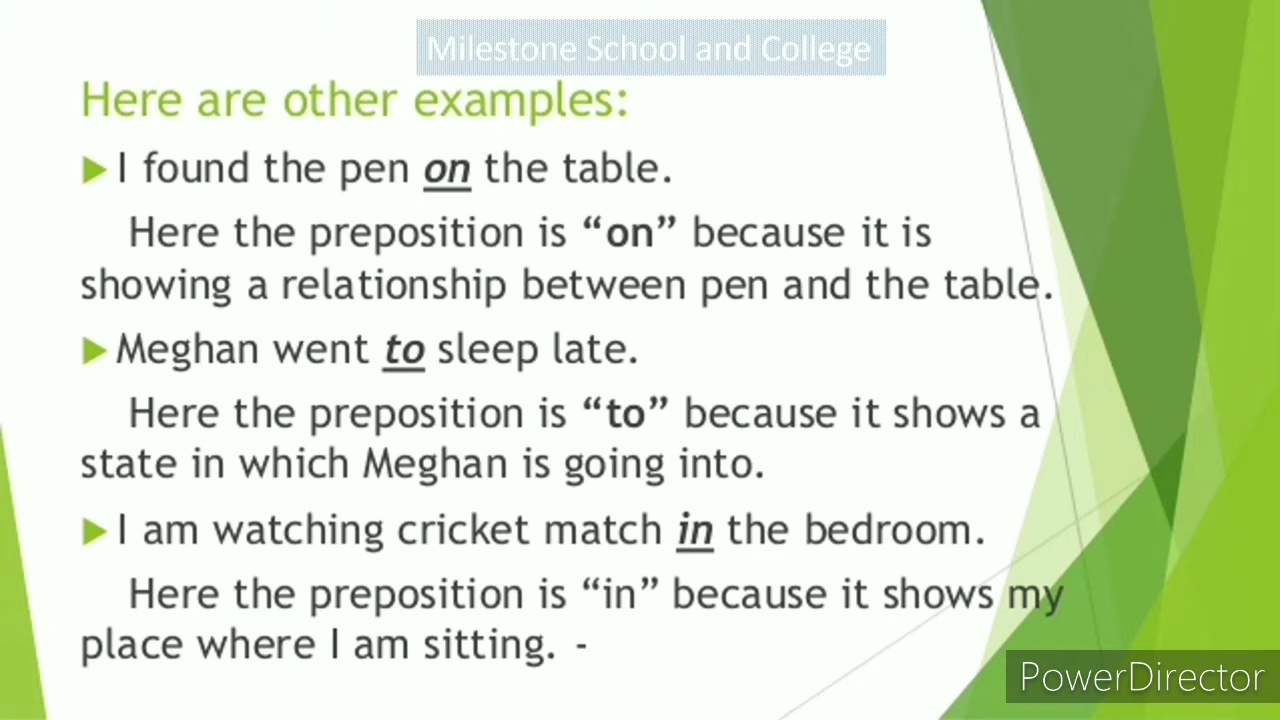 Milestone School and College
Here are other examples:
I found the pen on the table.
Here the preposition is “on” because it is
showing a relationship between pen and the table.
Meghan went to sleep late.
Here the preposition is “to” because it shows a
state in which Meghan is going into.
I am watching cricket match in the bedroom.
Here the preposition is “in” because it shows my
place where I am sitting. -
PowerDirector